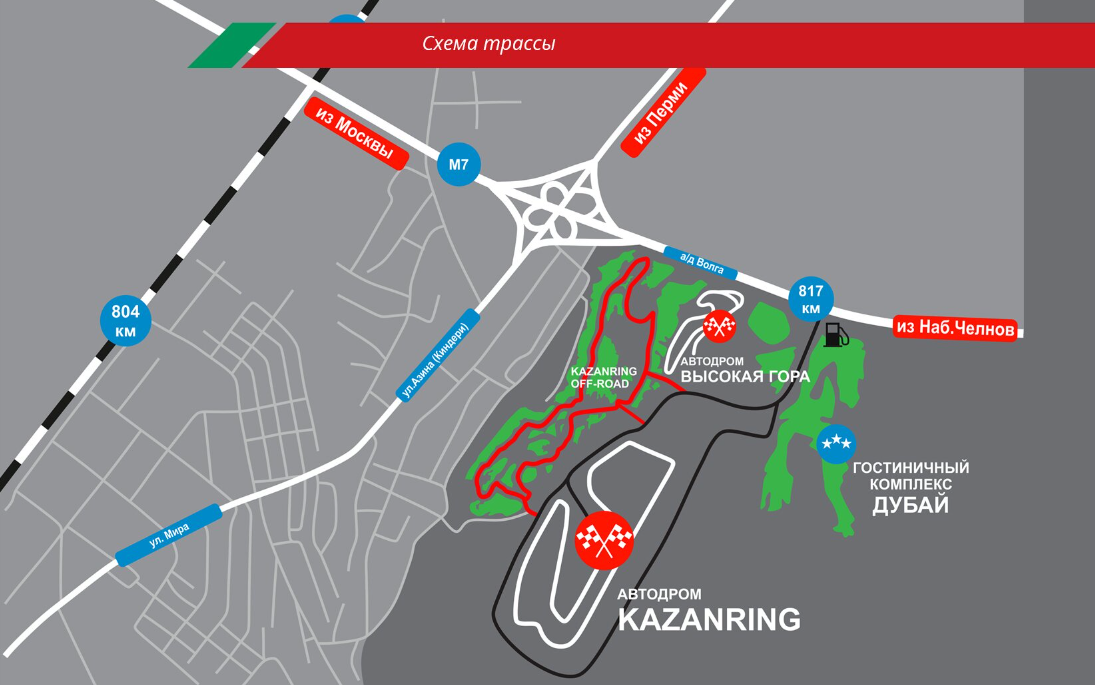 Схема трассы
из Москвы
из Перми
М7
а/д Волга
817
км
из Наб.Челнов
804
км
ул.Азина (Киндери)
KAZANRING
OFF-ROAD
АВТОДРОМ
ВЫСОКАЯ ГОРА
ГОСТИНИЧНЫЙ
КОМПЛЕКС
ДУБАЙ
ул. Мира
АВТОДРОМ
KAZANRING